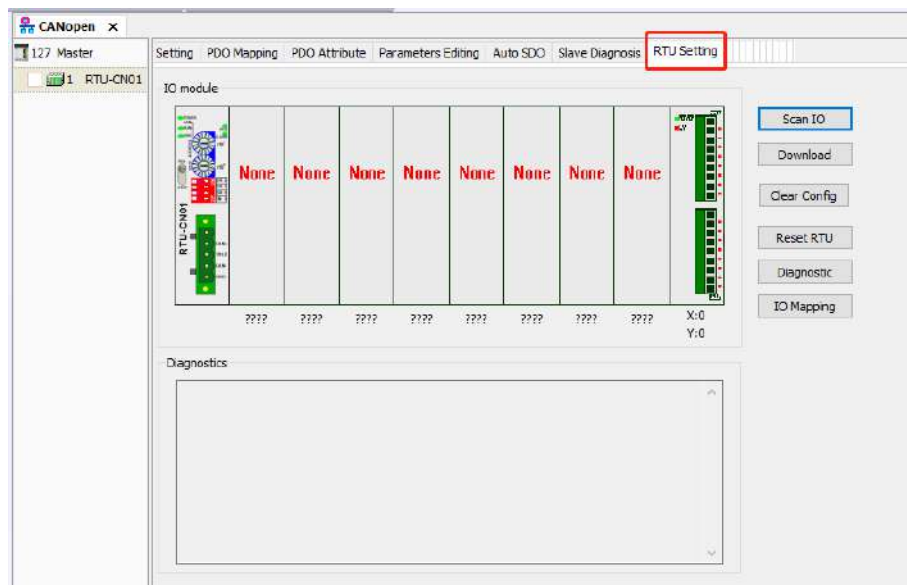 CANopen ×
127 Master
1 RTU-CN01
Setting PDO Mapping PDO Attribute Parameters Editing Auto SDO Slave Diagnosis RTU Setting
IO module
RTU-CN01
None None None None None None None None
???? ???? ???? ???? ???? ???? ???? ???? X:0
Y:0
Scan IO
Download
Clear Config
Reset RTU
Diagnostic
IO Mapping
Diagnostics